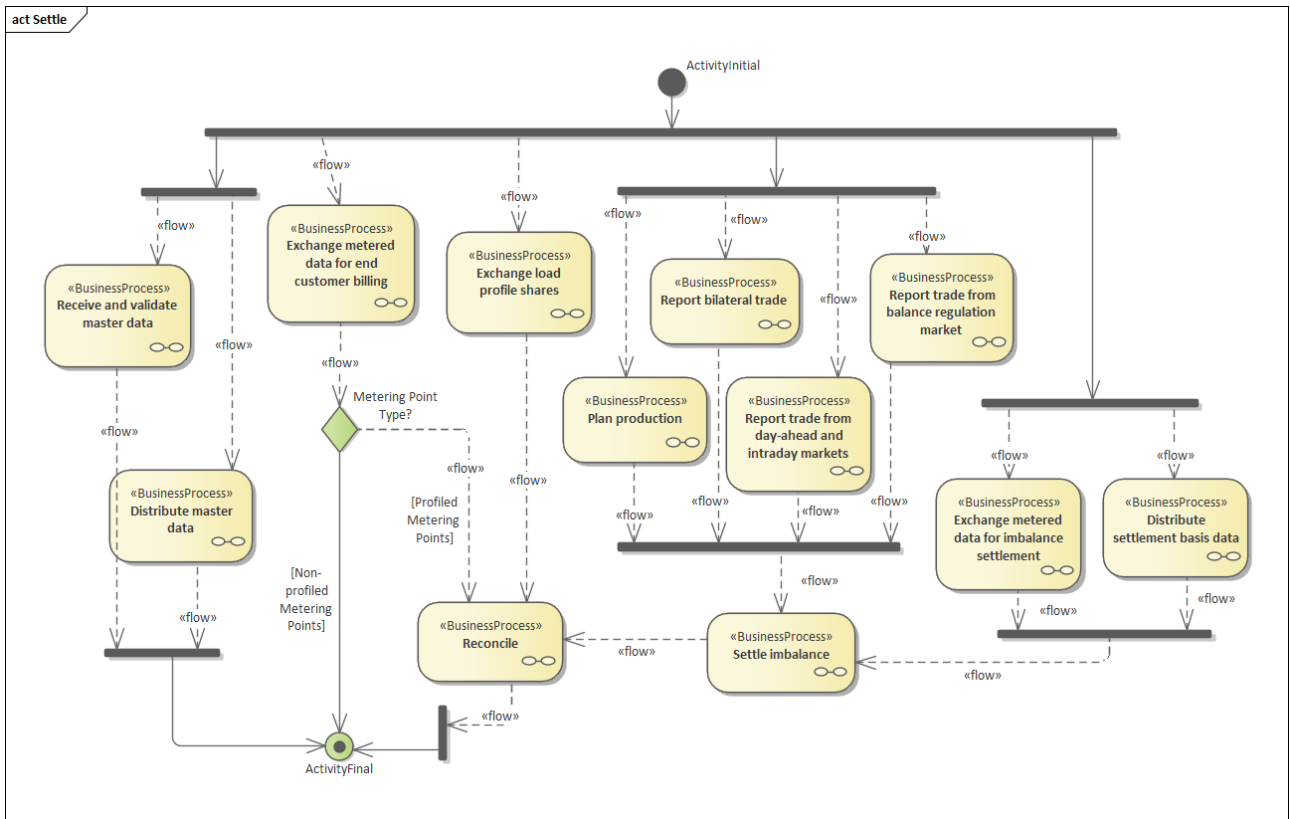 act Settle
ActivityInitial
«flow»
«flow»
«flow»
«flow»
«flow»
«flow»
«flow»
«flow»
«flow»
«BusinessProcess»
Exchange metered
data for end
customer billing
«BusinessProcess»
Exchange load
profile shares
«BusinessProcess»
Report bilateral trade
«BusinessProcess»
Report trade from
balance regulation
market
«BusinessProcess»
Receive and validate
master data
«flow»
Metering Point
Type?
«BusinessProcess»
Plan production
«BusinessProcess»
Report trade from
day-ahead and
intraday markets
«flow»
«flow»
«flow»
«flow»
«flow»
«BusinessProcess»
Distribute master
data
[Profiled
Metering
Points]
«flow»
«flow»
«flow»
«flow»
«BusinessProcess»
Exchange metered
data for imbalance
settlement
«BusinessProcess»
Distribute
settlement basis data
[Non-
profiled
Metering
Points]
«flow»
«flow»
«flow»
«flow»
«BusinessProcess»
Reconcile
«BusinessProcess»
Settle imbalance
«flow»
«flow»
«flow»
ActivityFinal